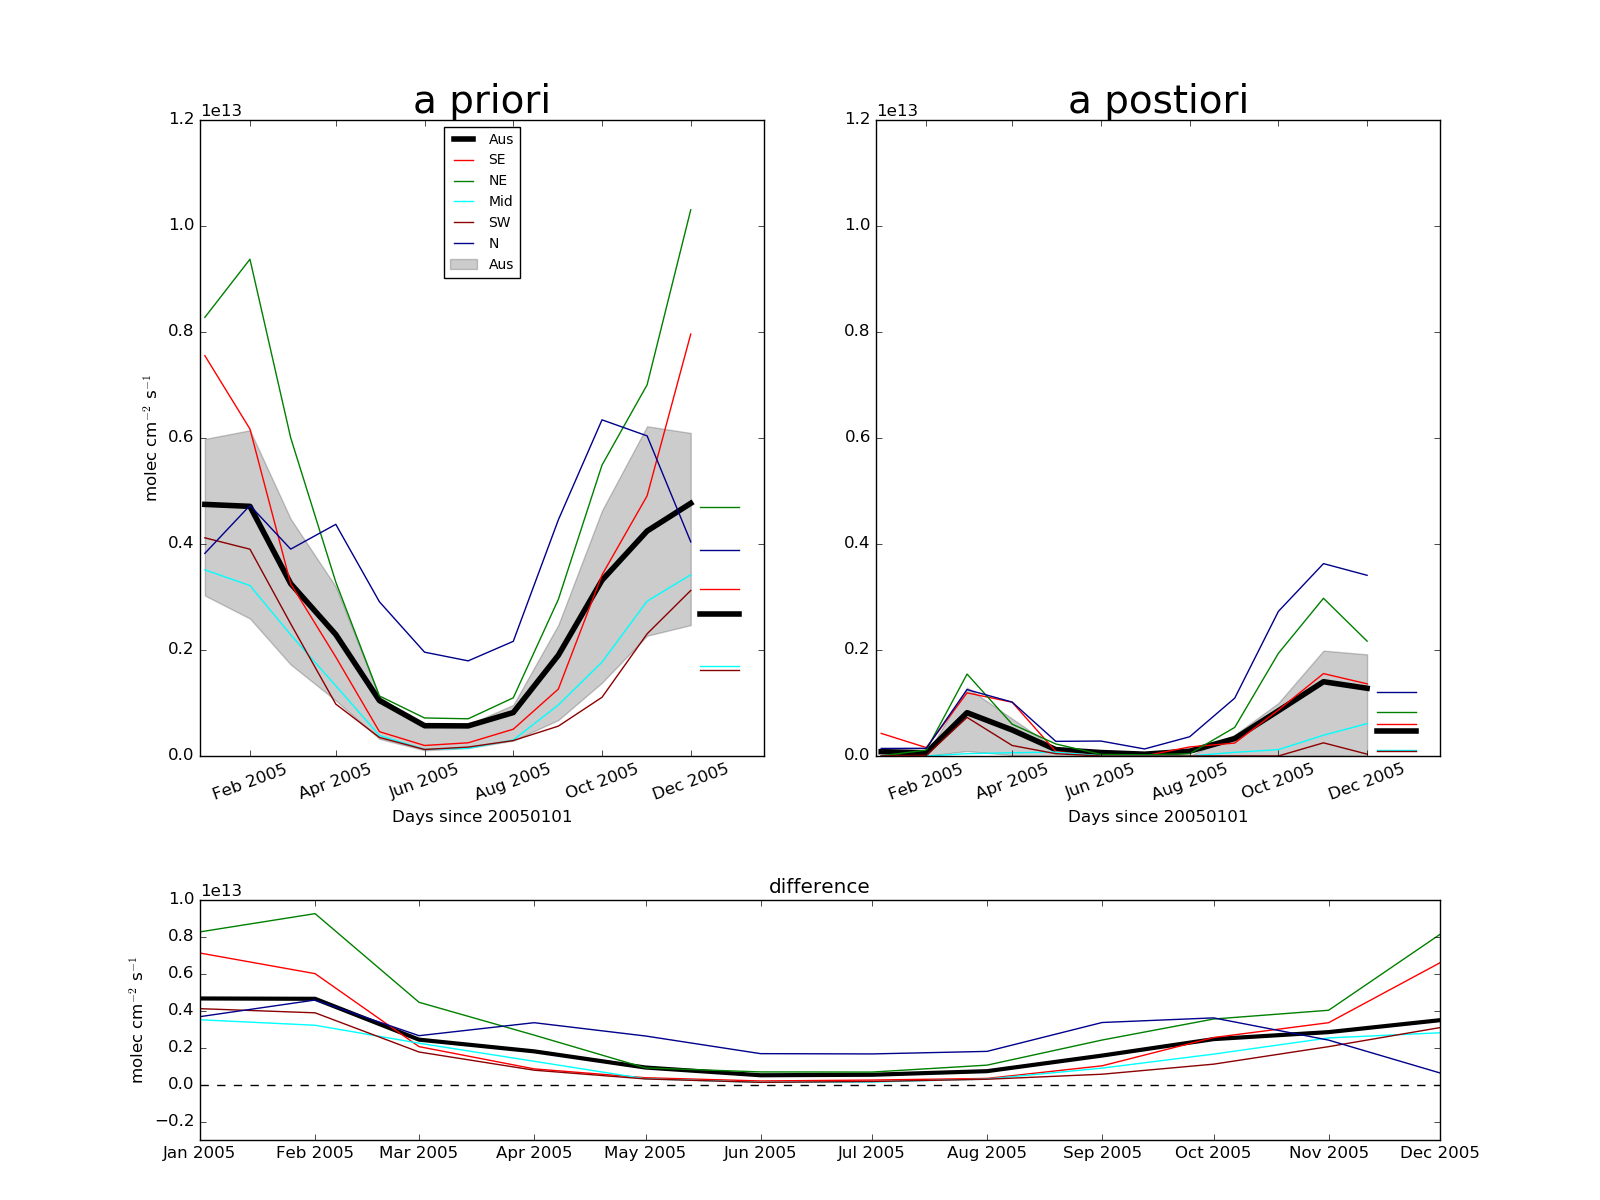 a priori
1e13
1.2
1.0
0.8
0.6
0.4
0.2
0.0
molec cm⁻² s⁻¹
Aus
SE
NE
Mid
SW
N
Aus
Feb 2005
Apr 2005
Jun 2005
Aug 2005
Oct 2005
Dec 2005
Days since 20050101
a postiori
1e13
1.2
1.0
0.8
0.6
0.4
0.2
0.0
Feb 2005
Apr 2005
Jun 2005
Aug 2005
Oct 2005
Dec 2005
Days since 20050101
difference
1e13
1.0
0.8
0.6
0.4
0.2
0.0
−0.2
molec cm⁻² s⁻¹
Jan 2005
Feb 2005
Mar 2005
Apr 2005
May 2005
Jun 2005
Jul 2005
Aug 2005
Sep 2005
Oct 2005
Nov 2005
Dec 2005